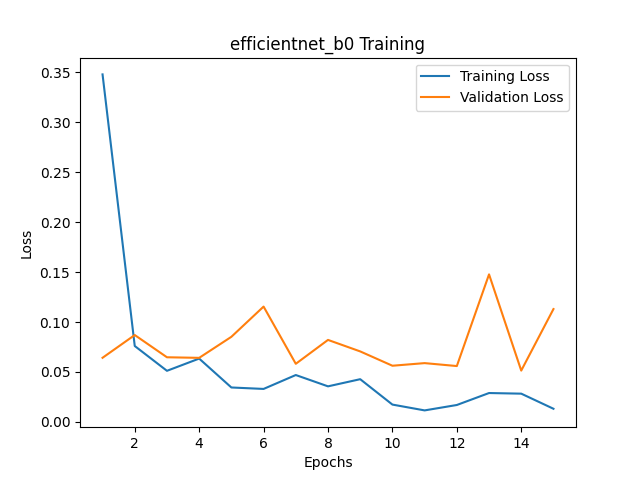 efficientnet_b0 Training
Training Loss
Validation Loss
0.35
0.30
0.25
0.20
0.15
0.10
0.05
0.00
Loss
2 4 6 8 10 12 14
Epochs